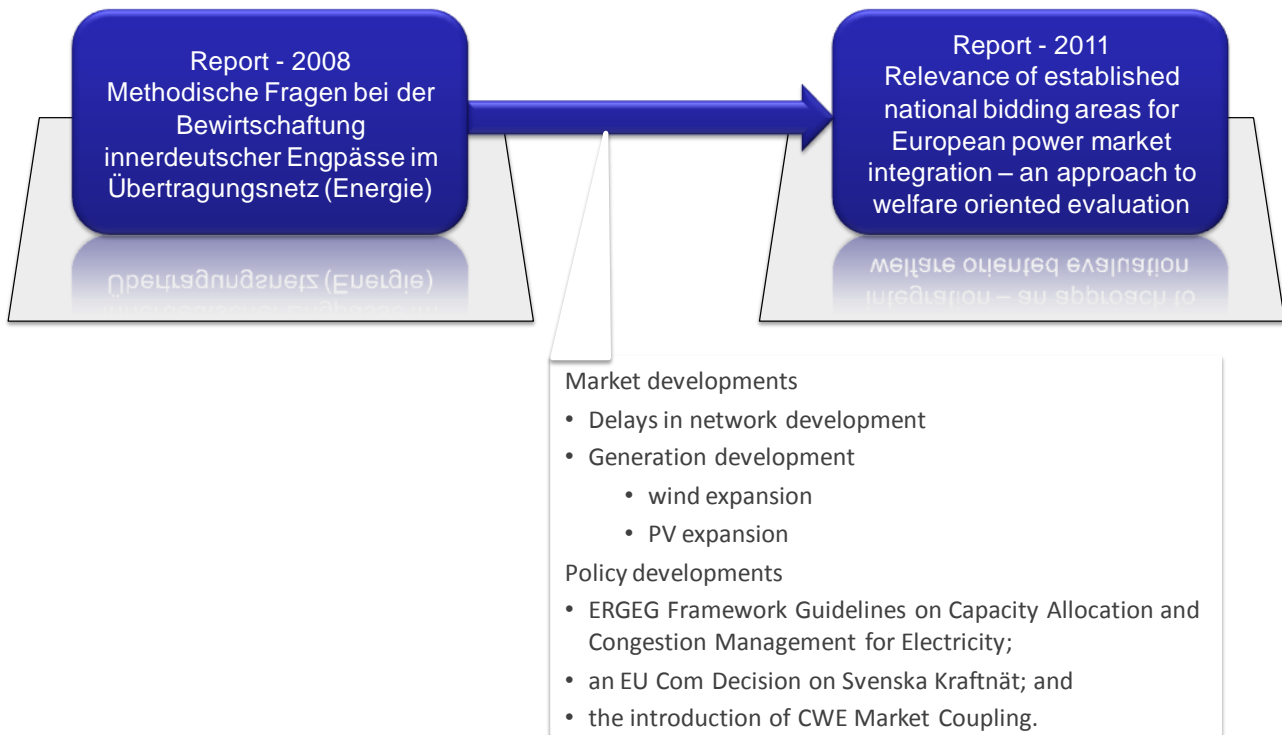 Report - 2008
Methodische Fragen bei der
Bewirtschaftung
innerdeutscher Engpässe im
Übertragungsnetz (Energie)
Report - 2011
Relevance of established
national bidding areas for
European power market
integration – an approach to
welfare oriented evaluation
Market developments
• Delays in network development
• Generation development
• wind expansion
• PV expansion
Policy developments
• ERGEG Framework Guidelines on Capacity Allocation and
Congestion Management for Electricity;
• an EU Com Decision on Svenska Kraftnät; and
• the introduction of CWE Market Coupling.